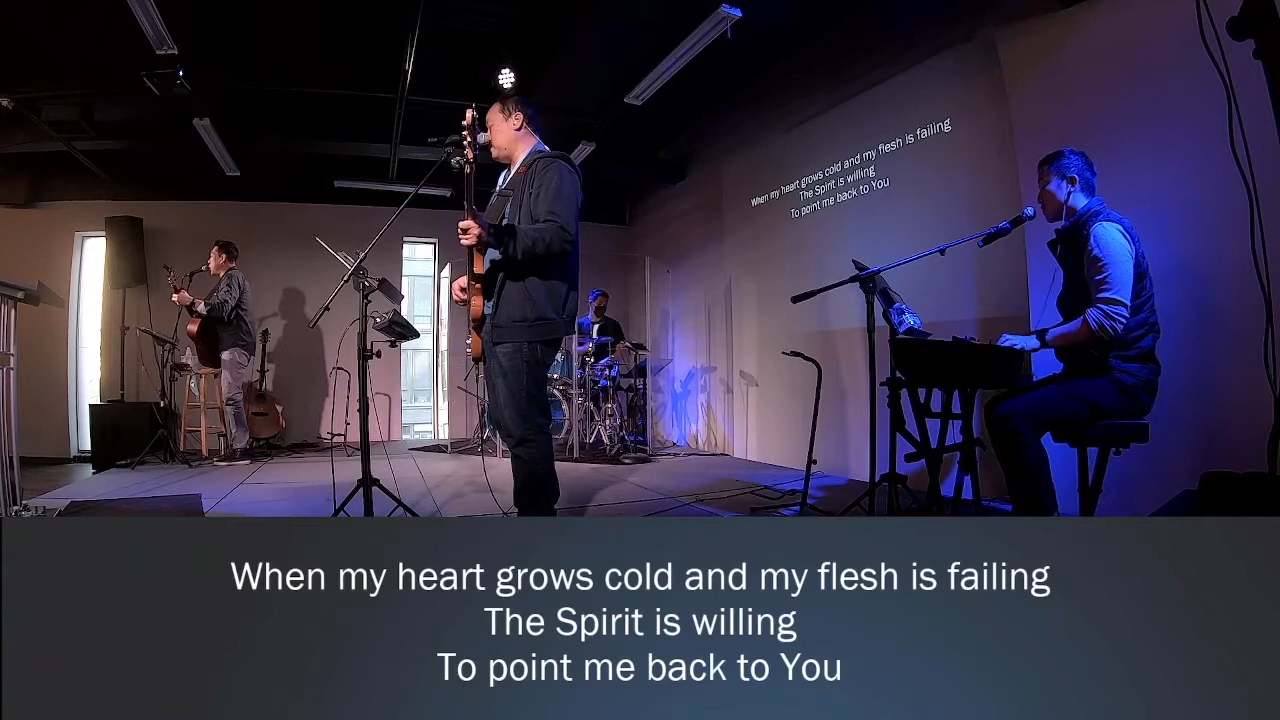 When my heart grows cold and my flesh is failing
The Spirit is willing
To point me back to You
When my heart grows cold and my flesh is failing
The Spirit is willing
To point me back to You